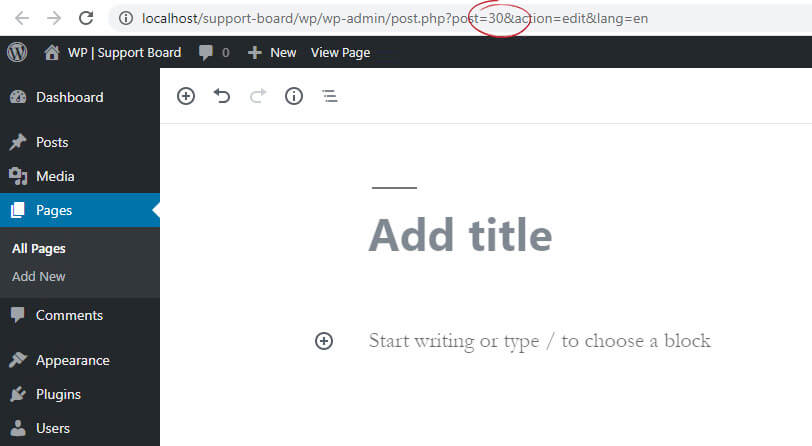 localhost/support-board/wp/wp-admin/post.php?post=30&action=edit&lang=en
WP | Support Board 0 New View Page
Dashboard
Posts
Media
Pages
All Pages
Add New
Comments
Appearance
Plugins
Users
Add title
Start writing or type / to choose a block